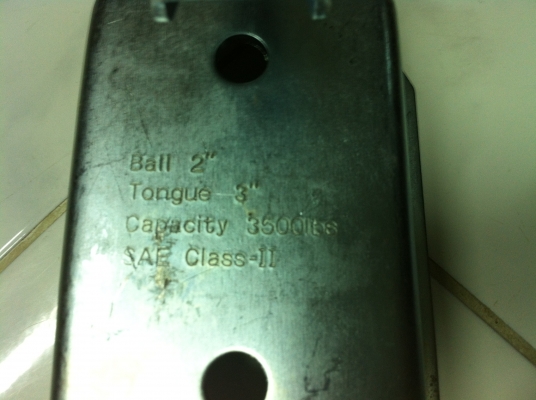 Ball 2"
Tongue 3"
Capacity 3500lbs
SAE Class-II